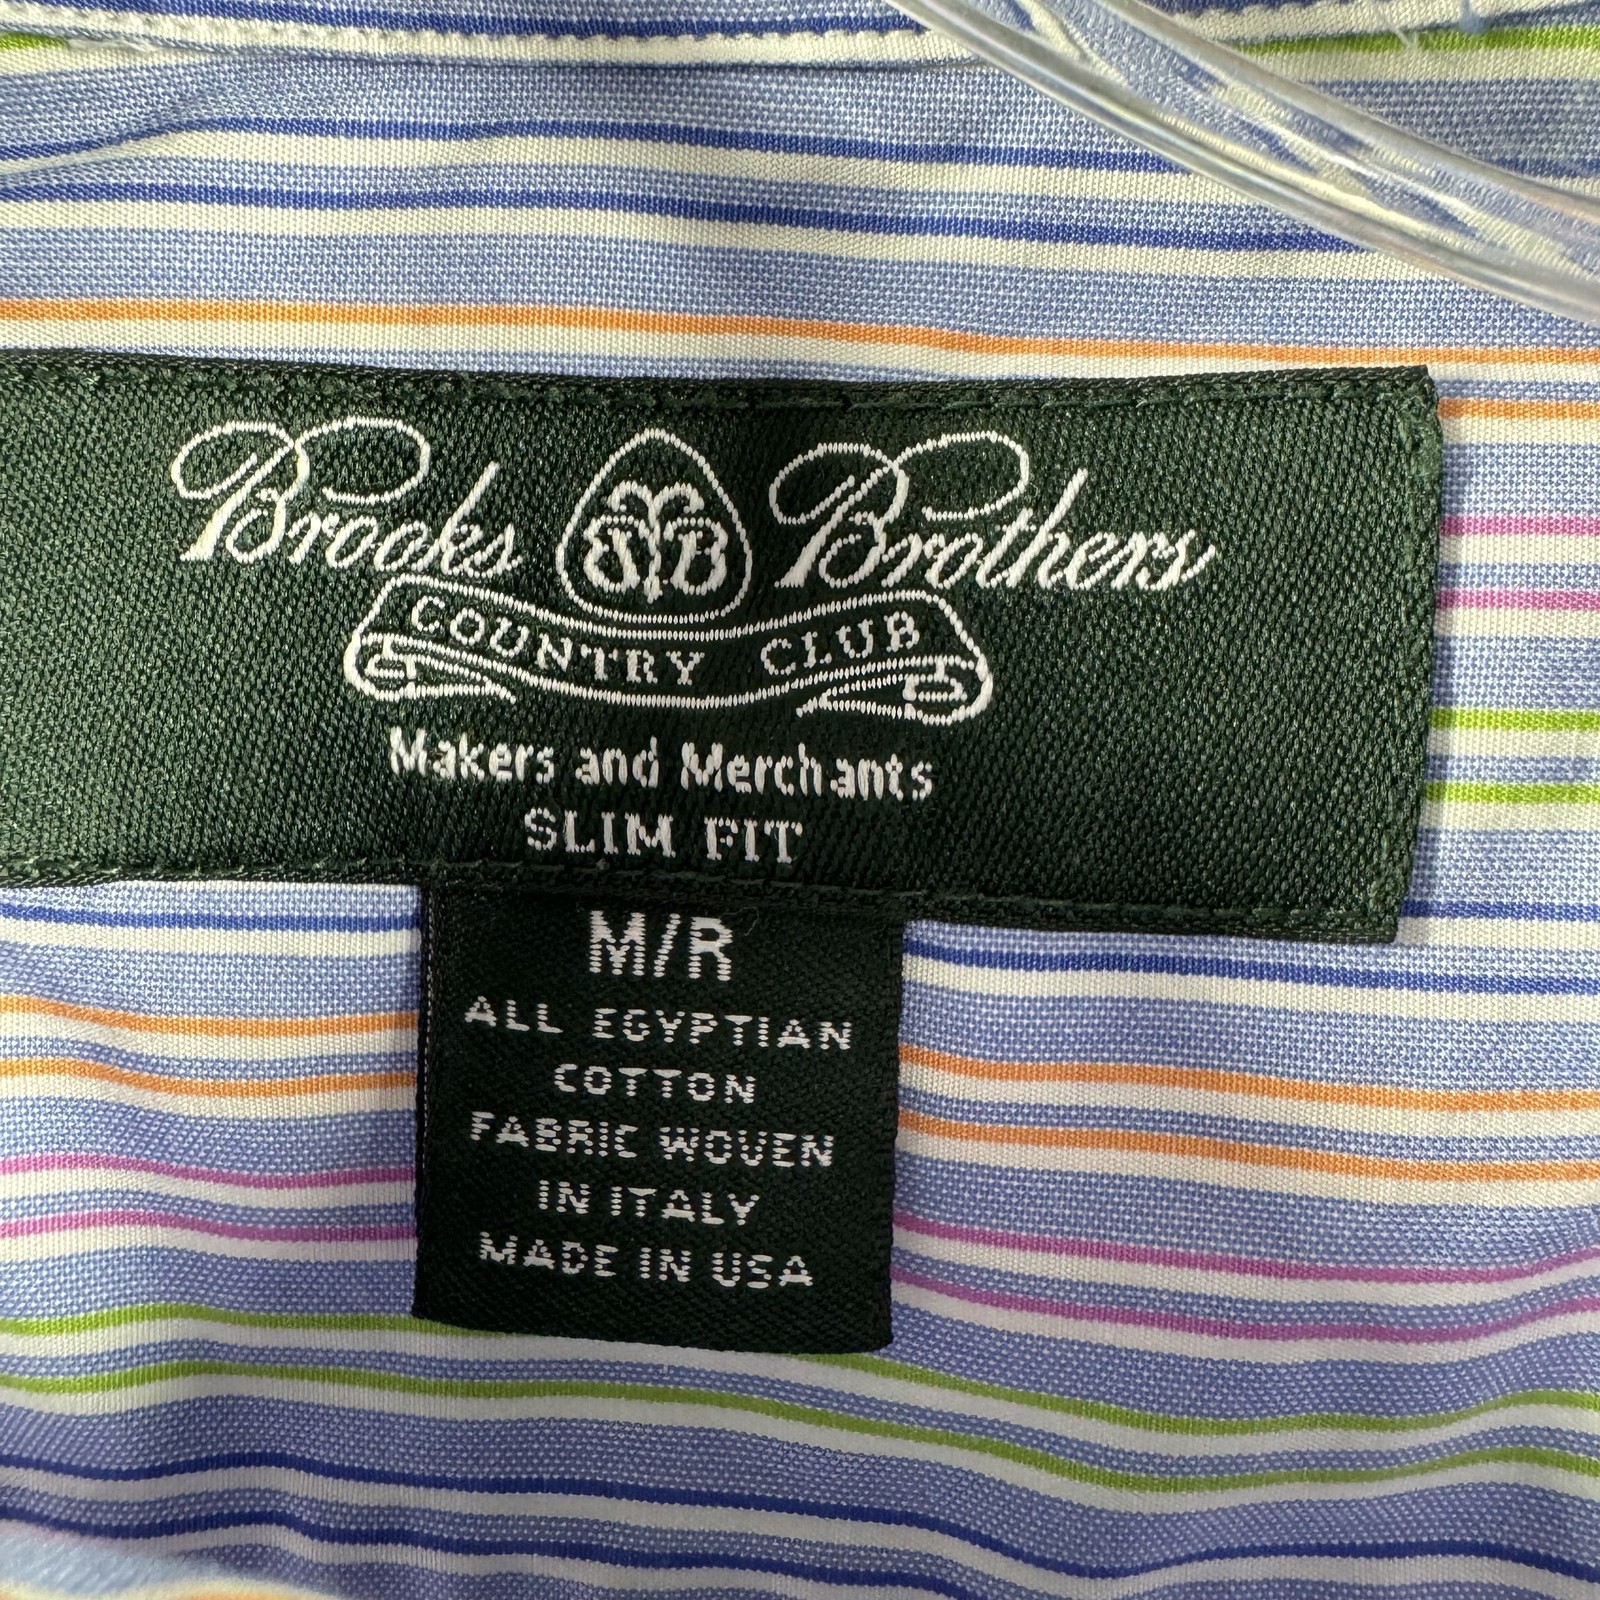 Brooks Brothers
COUNTRY CLUB
Makers and Merchants
SLIM FIT
M/R
ALL EGYPTIAN
COTTON
FABRIC WOVEN
IN ITALY
MADE IN USA